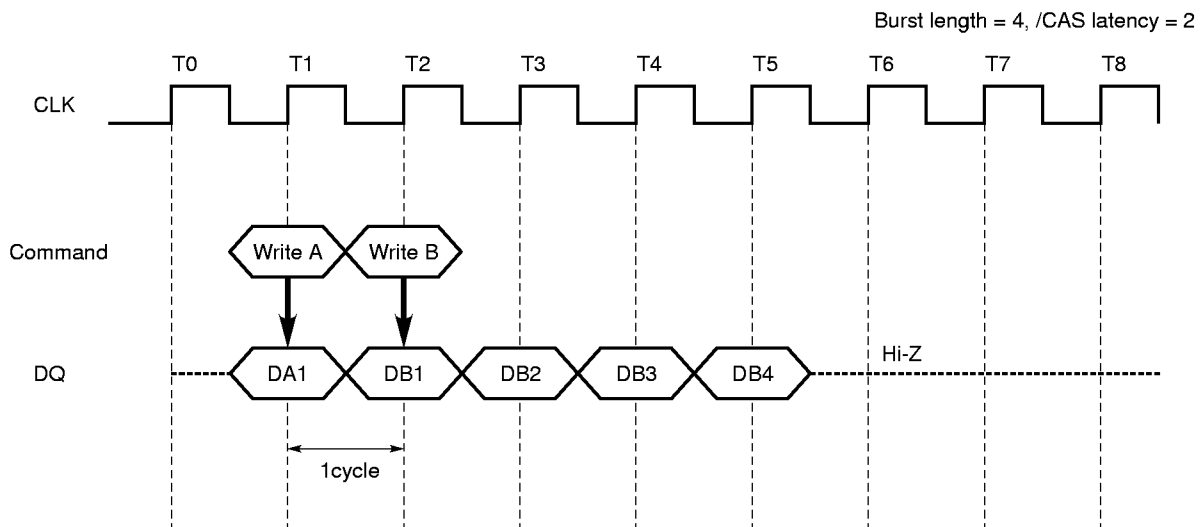 Burst length = 4, /CAS latency = 2
T0 T1 T2 T3 T4 T5 T6 T7 T8
CLK
Command Write A Write B
Hi-Z
DQ DA1 DB1 DB2 DB3 DB4
1cycle